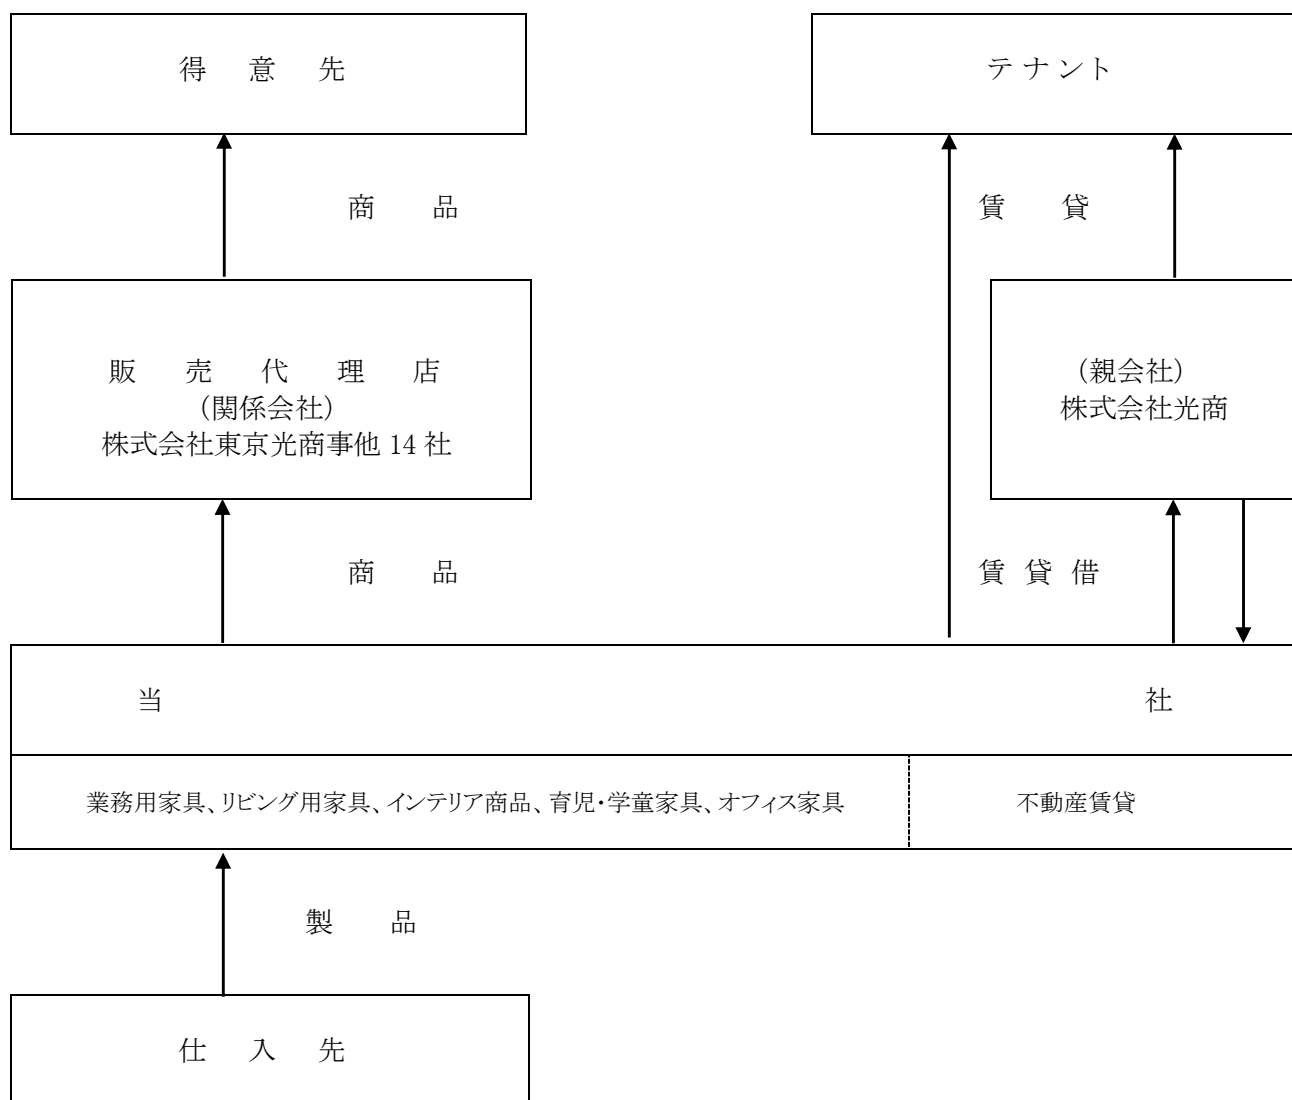 得 意 先
テナント
商 品
賃 貸
販 売 代 理 店
(関係会社)
株式会社東京光商事他 14 社
(親会社)
株式会社光商
商 品
賃 貸 借
当 社
業務用家具、リビング用家具、インテリア商品、育児・学童家具、オフィス家具
不動産賃貸
製 品
仕 入 先